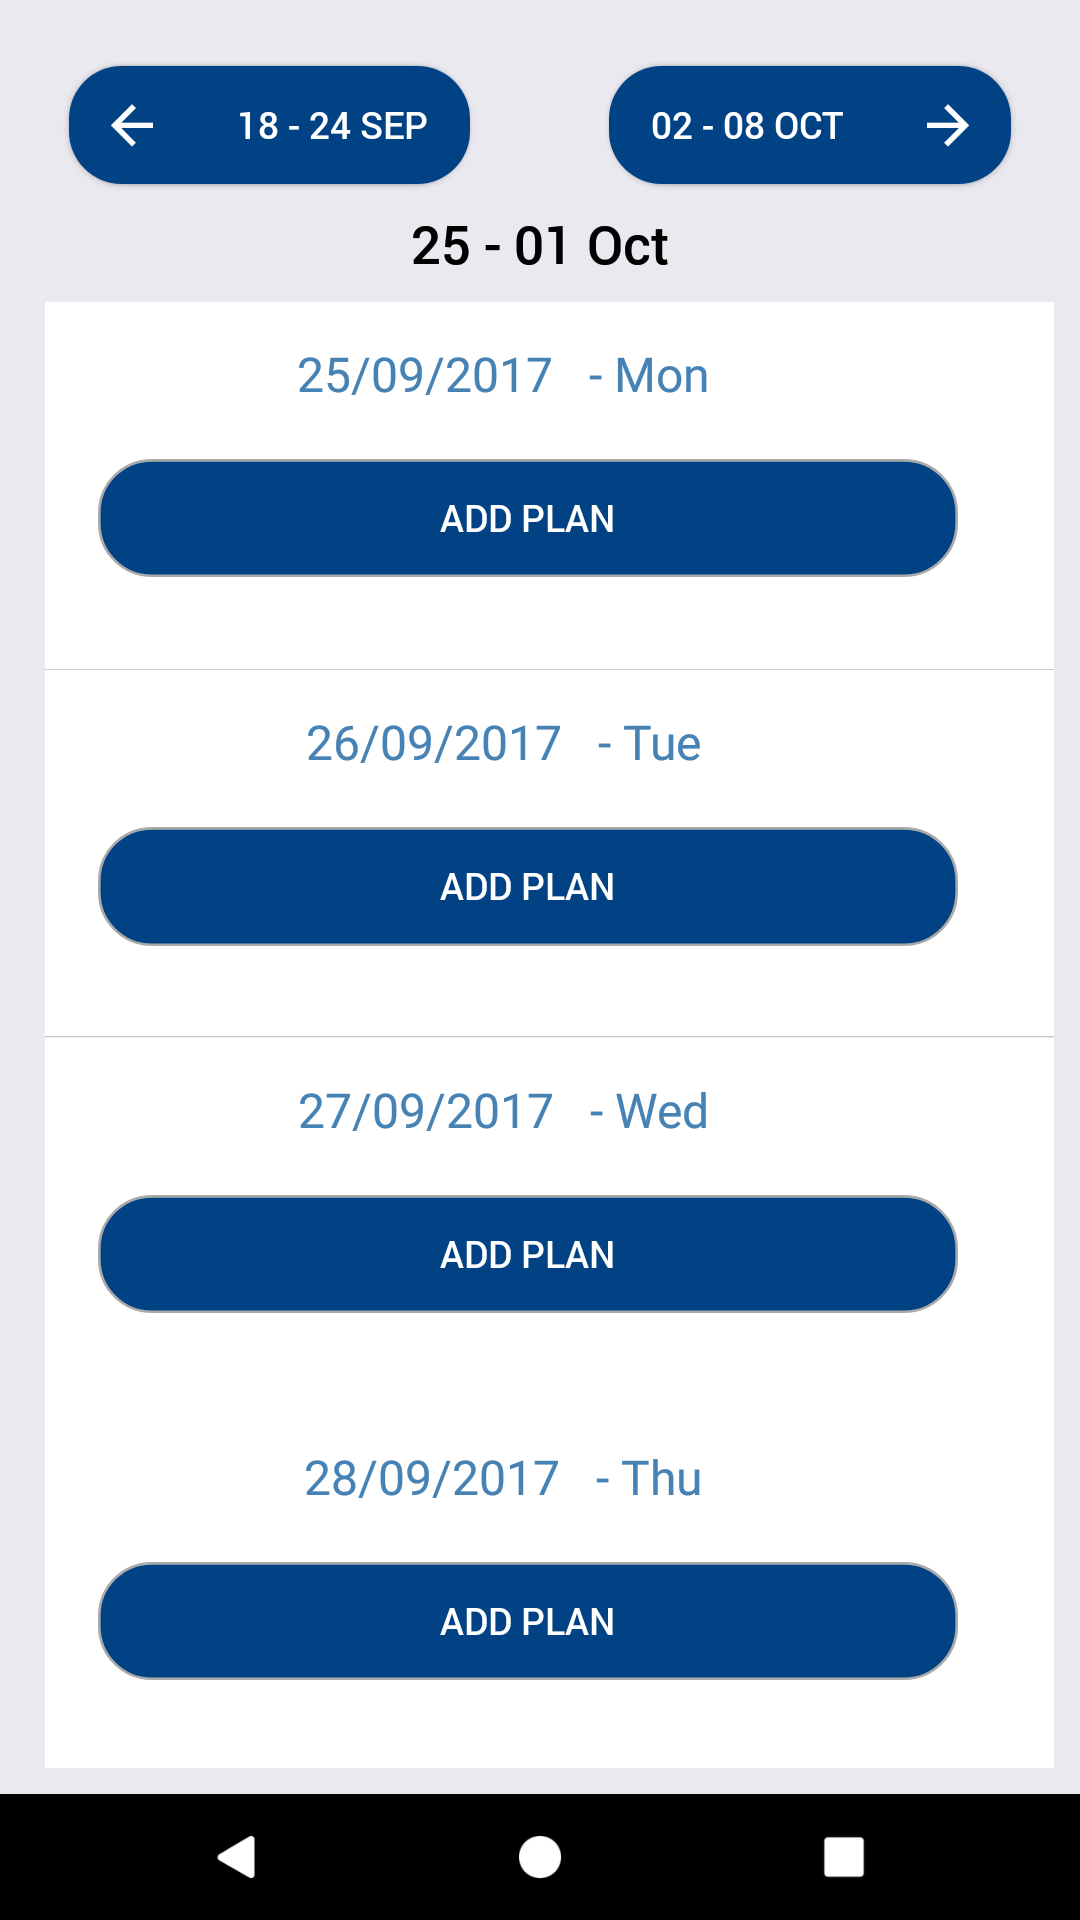 18 - 24 SEP
02 - 08 OCT
25 - 01 Oct
25/09/2017 - Mon
ADD PLAN
26/09/2017 - Tue
ADD PLAN
27/09/2017 - Wed
ADD PLAN
28/09/2017 - Thu
ADD PLAN